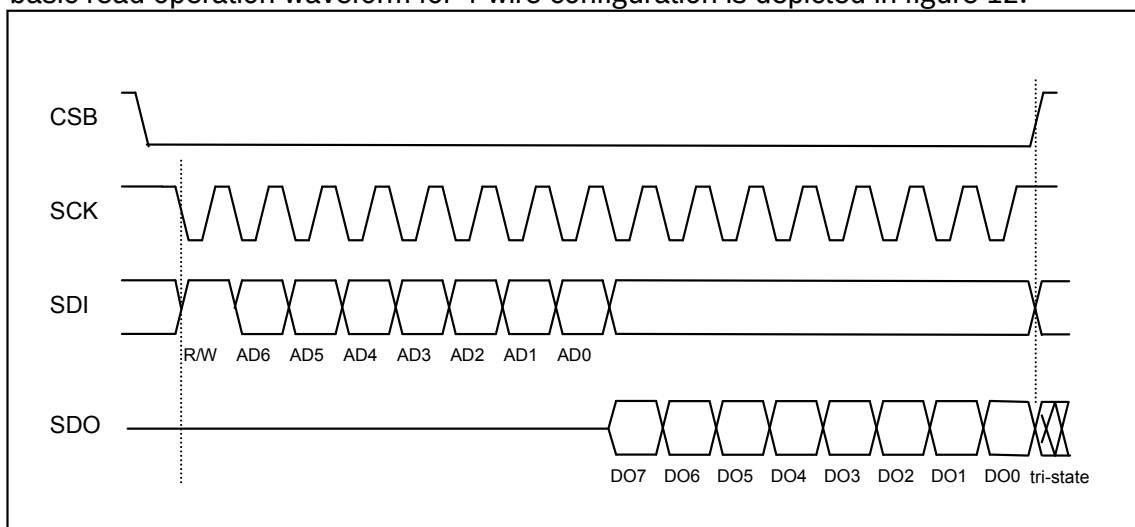 basic read operation waveform for 4 wire configuration is depicted in figure 12:
CSB
SCK
SDI
R/W AD6 AD5 AD4 AD3 AD2 AD1 AD0
SDO
DO7 DO6 DO5 DO4 DO3 DO2 DO1 DO0 tri-state